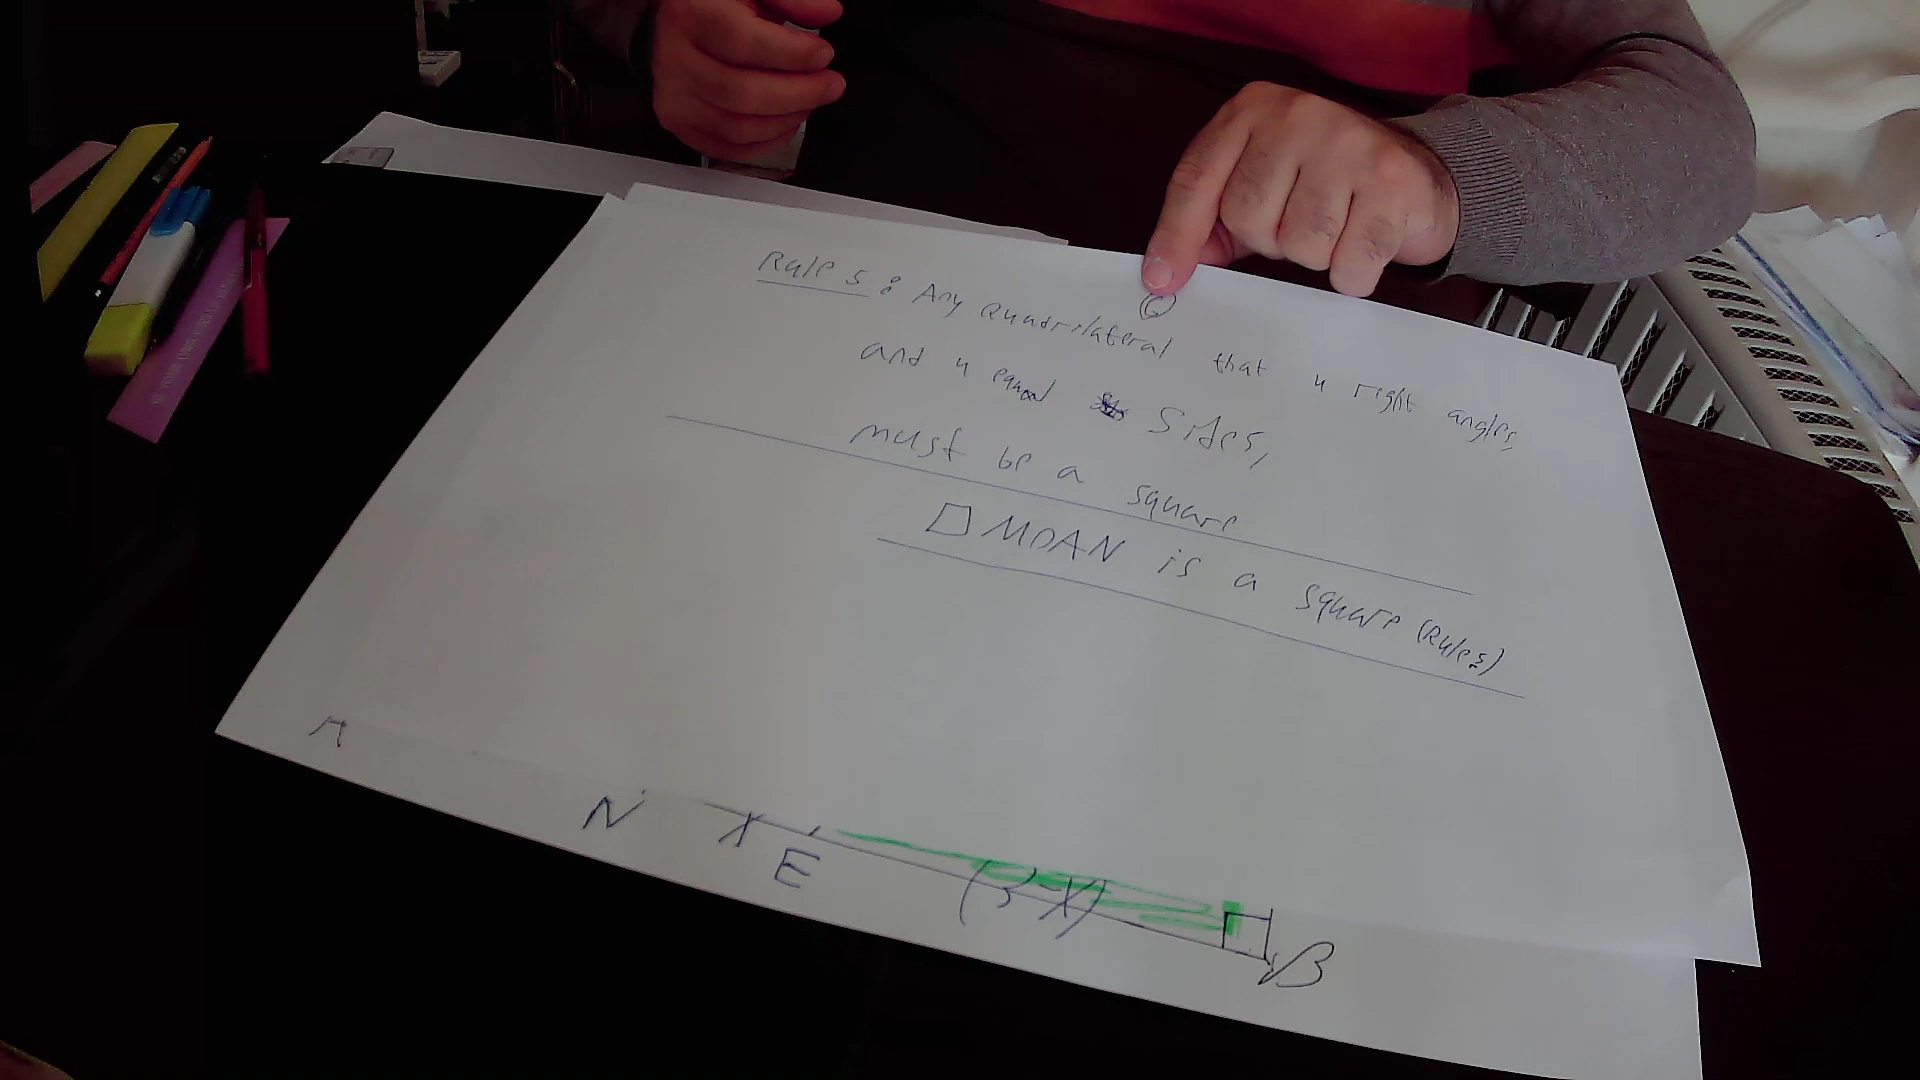 6
Rule 5: Any quadrilateral that 4 right angles,
and 4 equal sides,
must be a square
□MOAN is a square (Rule 5)
N X E (3-X) B